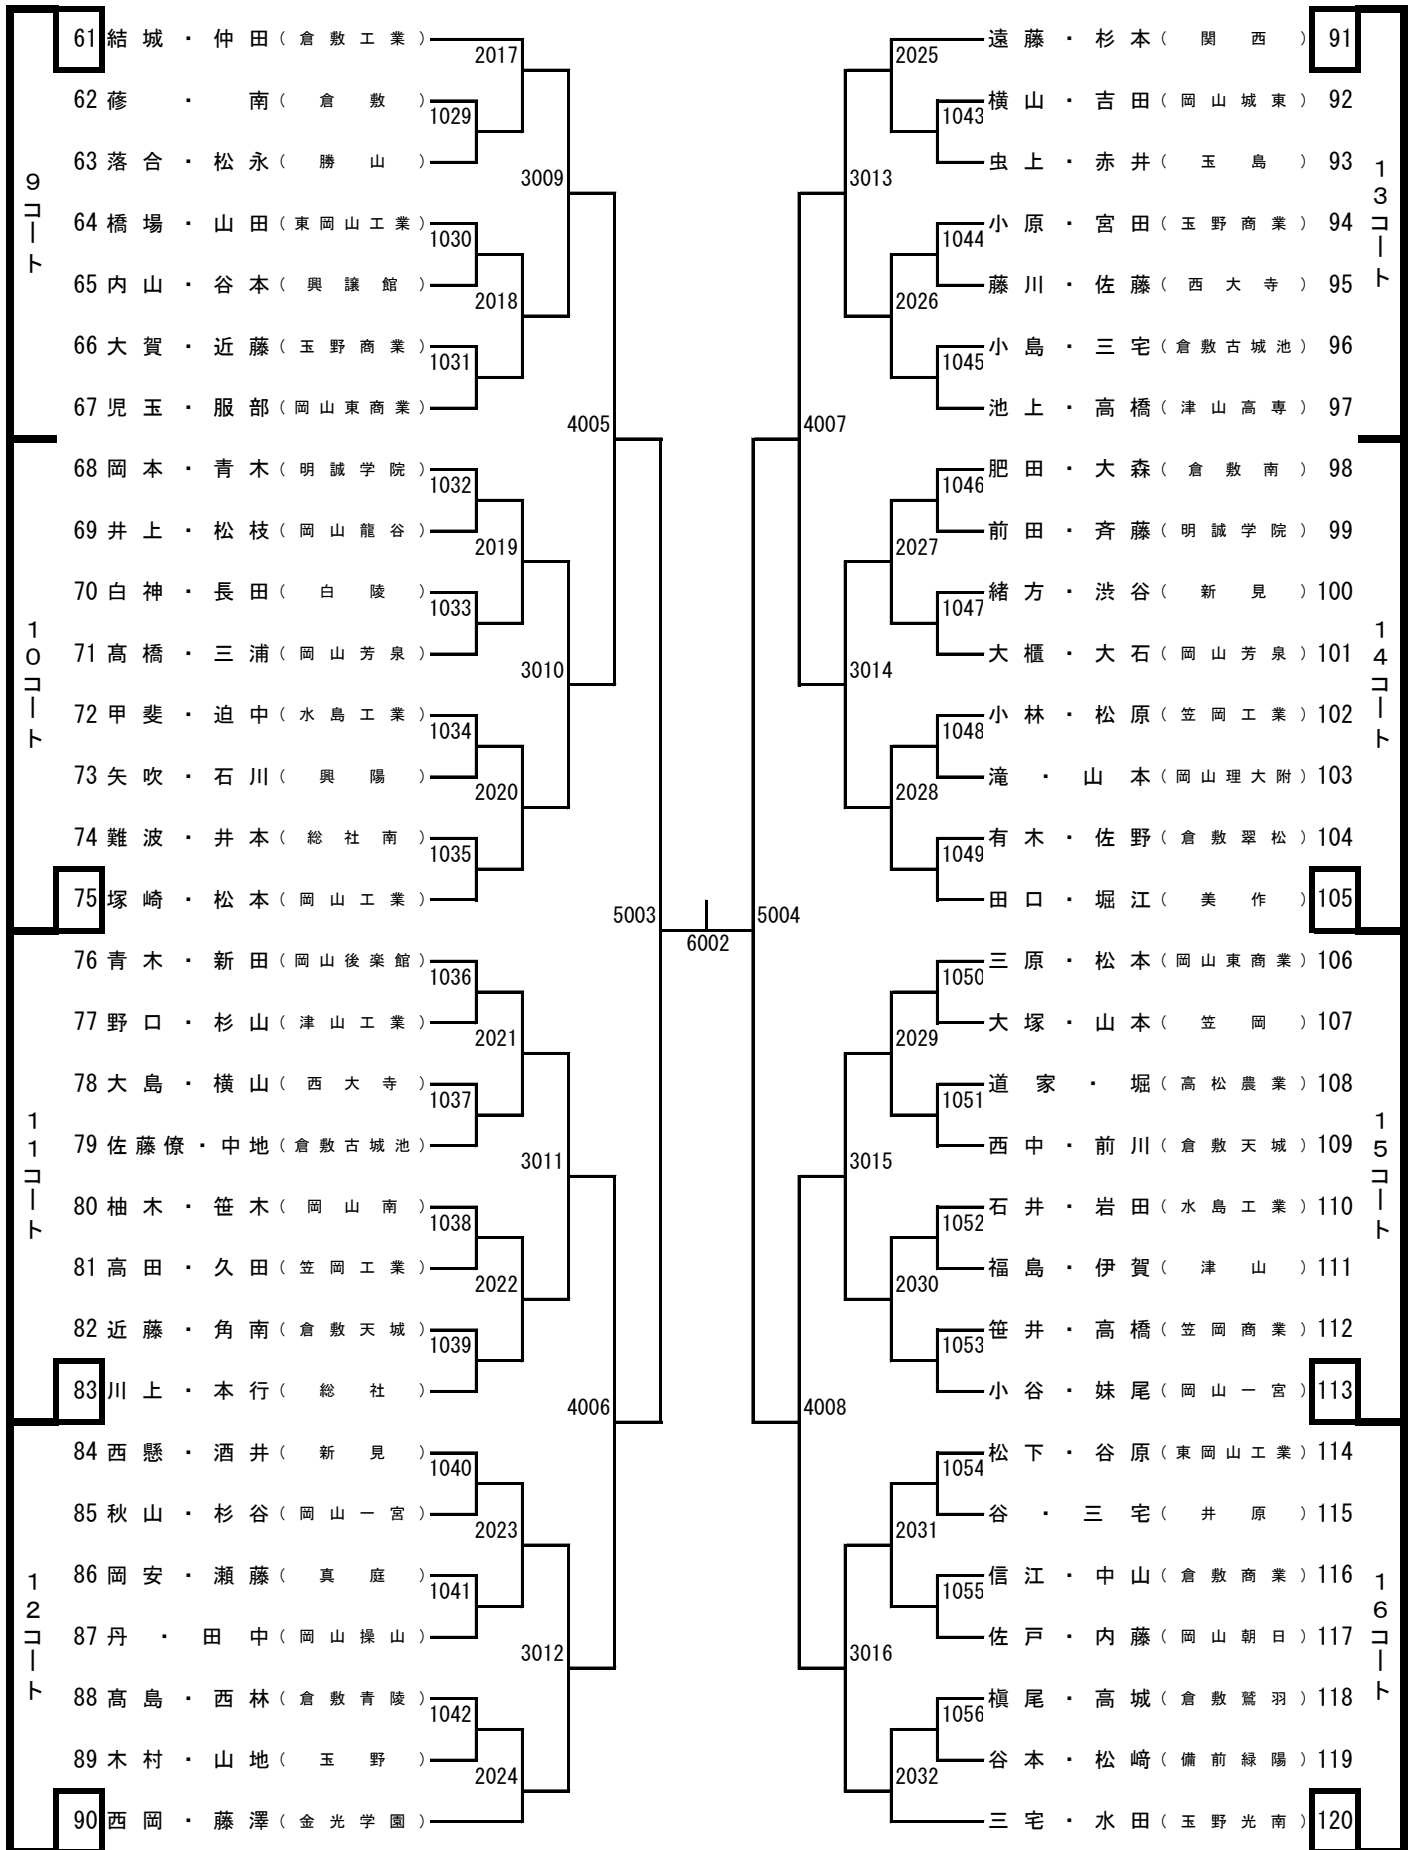 9コート
61 結城・仲田（倉敷工業）
62 蓚・南（倉敷）
63 落合・松永（勝山）
64 橋場・山田（東岡山工業）
65 内山・谷本（興譲館）
66 大賀・近藤（玉野商業）
67 児玉・服部（岡山東商業）
10コート
68 岡本・青木（明誠学院）
69 井上・松枝（岡山龍谷）
70 白神・長田（白陵）
71 髙橋・三浦（岡山芳泉）
72 甲斐・迫中（水島工業）
73 矢吹・石川（興陽）
74 難波・井本（総社南）
75 塚崎・松本（岡山工業）
11コート
76 青木・新田（岡山後楽館）
77 野口・杉山（津山工業）
78 大島・横山（西大寺）
79 佐藤僚・中地（倉敷古城池）
80 柚木・笹木（岡山南）
81 高田・久田（笠岡工業）
82 近藤・角南（倉敷天城）
83 川上・本行（総社）
12コート
84 西懸・酒井（新見）
85 秋山・杉谷（岡山一宮）
86 岡安・瀬藤（真庭）
87 丹・田中（岡山操山）
88 髙島・西林（倉敷青陵）
89 木村・山地（玉野）
90 西岡・藤澤（金光学園）
1029
1030
1031
1032
1033
1034
1035
1036
1037
1038
1039
1040
1041
1042
2017
2018
2019
2020
2021
2022
2023
2024
3009
3010
3011
3012
4005
4006
5003
6002
5004
4007
4008
3013
3014
3015
3016
2025
2026
2027
2028
2029
2030
2031
2032
1043
1044
1045
1046
1047
1048
1049
1050
1051
1052
1053
1054
1055
1056
遠藤・杉本（関西）91
横山・吉田（岡山城東）92
虫上・赤井（玉島）93
小原・宮田（玉野商業）94
藤川・佐藤（西大寺）95
小島・三宅（倉敷古城池）96
池上・高橋（津山高専）97
13コート
肥田・大森（倉敷南）98
前田・斉藤（明誠学院）99
緒方・渋谷（新見）100
大櫃・大石（岡山芳泉）101
小林・松原（笠岡工業）102
滝・山本（岡山理大附）103
有木・佐野（倉敷翠松）104
田口・堀江（美作）105
14コート
三原・松本（岡山東商業）106
大塚・山本（笠岡）107
道家・堀（高松農業）108
西中・前川（倉敷天城）109
石井・岩田（水島工業）110
福島・伊賀（津山）111
笹井・高橋（笠岡商業）112
小谷・妹尾（岡山一宮）113
15コート
松下・谷原（東岡山工業）114
谷・三宅（井原）115
信江・中山（倉敷商業）116
佐戸・内藤（岡山朝日）117
槇尾・高城（倉敷鷲羽）118
谷本・松﨑（備前緑陽）119
三宅・水田（玉野光南）120
16コート